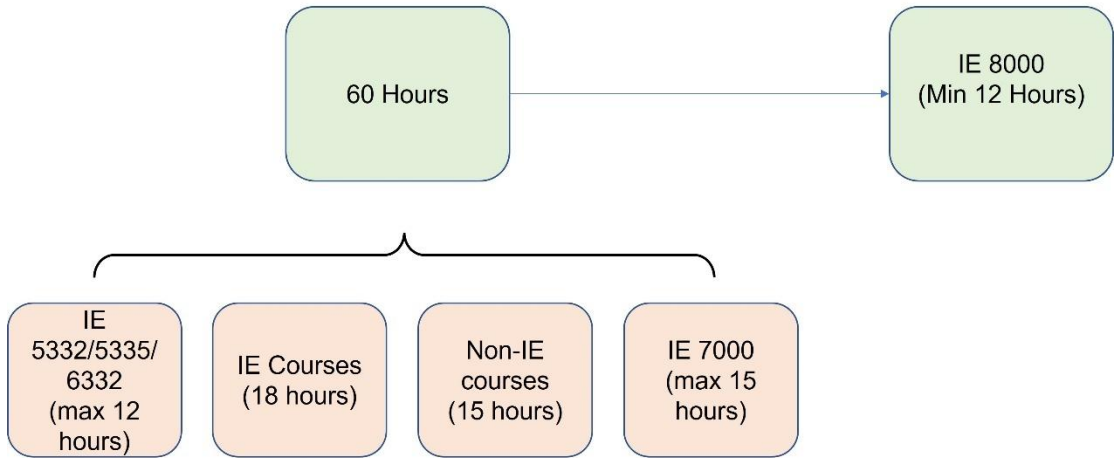 60 Hours
IE 8000
(Min 12 Hours)
IE
5332/5335/
6332
(max 12
hours)
IE Courses
(18 hours)
Non-IE
courses
(15 hours)
IE 7000
(max 15
hours)